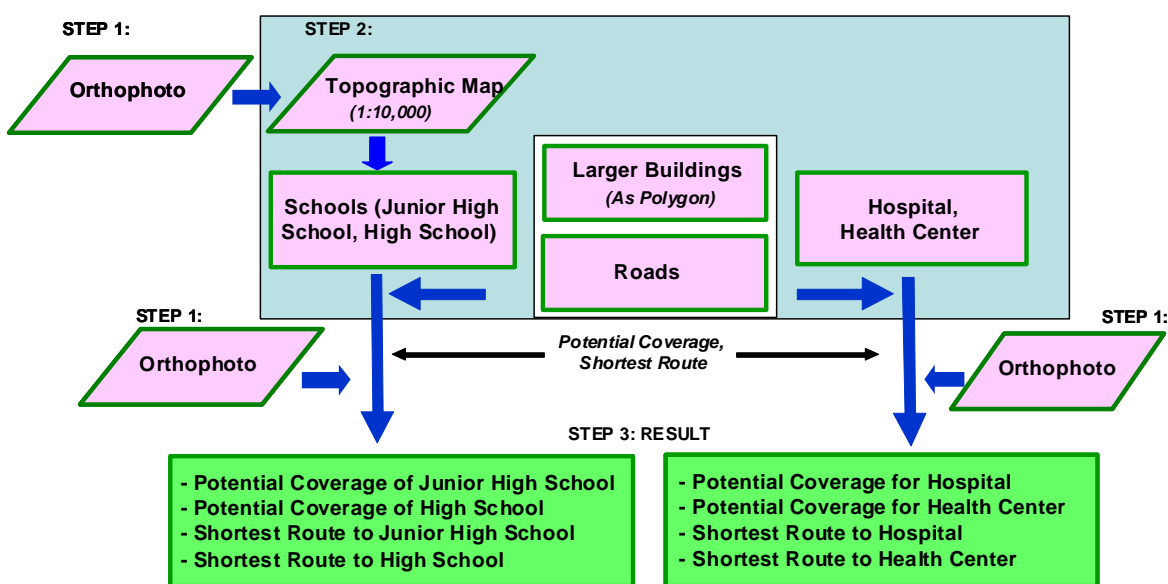 STEP 1:
STEP 2:
Orthophoto
Topographic Map
(1:10,000)
Larger Buildings
(As Polygon)
Schools (Junior High
School, High School)
Hospital,
Health Center
Roads
STEP 1:
STEP 1:
Orthophoto
Potential Coverage,
Shortest Route
Orthophoto
STEP 3: RESULT
- Potential Coverage of Junior High School
- Potential Coverage of High School
- Shortest Route to Junior High School
- Shortest Route to High School
- Potential Coverage for Hospital
- Potential Coverage for Health Center
- Shortest Route to Hospital
- Shortest Route to Health Center